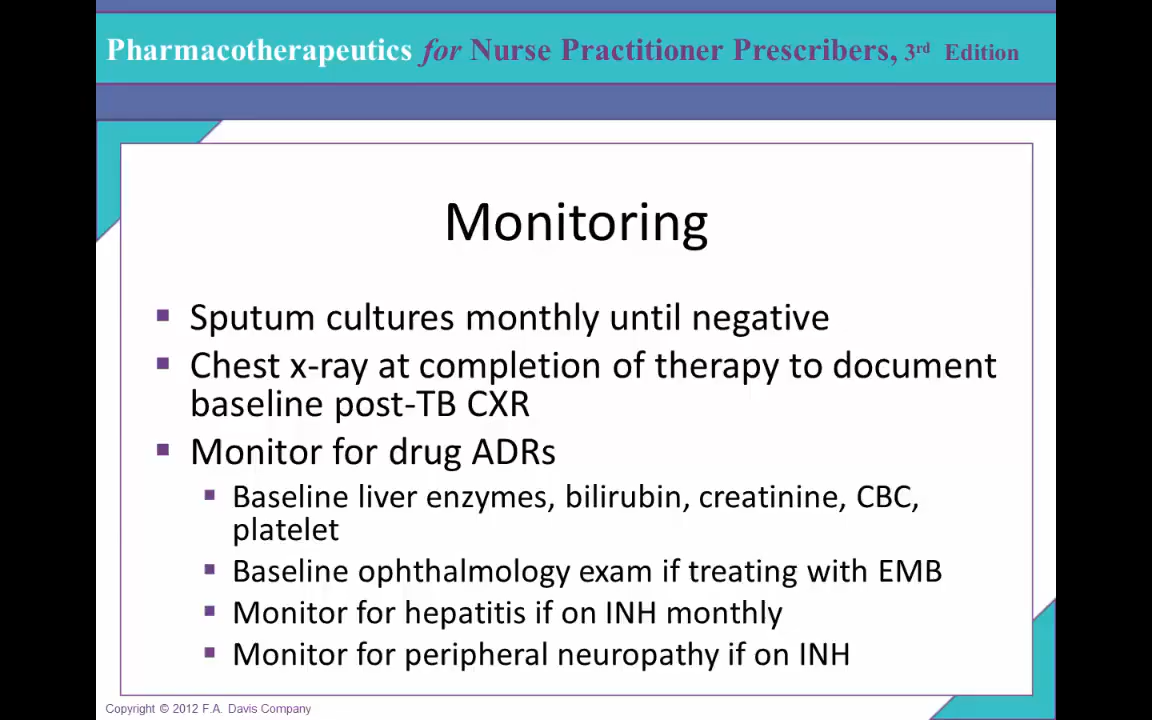 Pharmacotherapeutics for Nurse Practitioner Prescribers, 3rd Edition
Monitoring
▪ Sputum cultures monthly until negative
▪ Chest x-ray at completion of therapy to document
baseline post-TB CXR
▪ Monitor for drug ADRs
▪ Baseline liver enzymes, bilirubin, creatinine, CBC,
platelet
▪ Baseline ophthalmology exam if treating with EMB
▪ Monitor for hepatitis if on INH monthly
▪ Monitor for peripheral neuropathy if on INH
Copyright © 2012 F.A. Davis Company